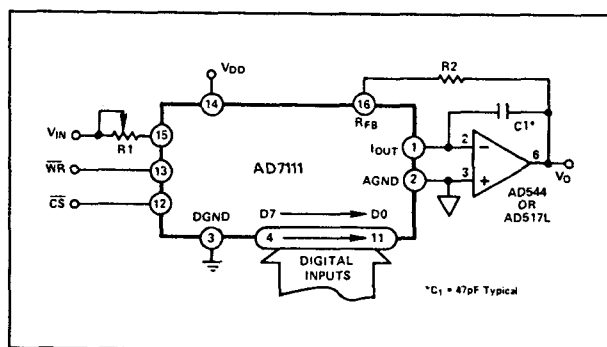 VDD
R2
14
16
RFB
C1*
VIN
R1
15
IOUT
1
2
6
VO
WR
13
AD7111
AGND
2
3
AD544
OR
AD517L
CS
12
DGND
D7
D0
3
4
11
DIGITAL
INPUTS
*C1 = 47pF Typical
−
+